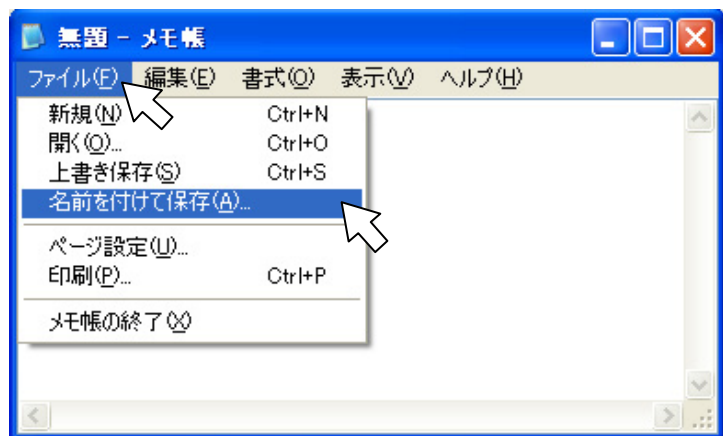 無題 - メモ帳
ファイル(F) 編集(E) 書式(O) 表示(V) ヘルプ(H)
新規(N) Ctrl+N
開く(O)... Ctrl+O
上書き保存(S) Ctrl+S
名前を付けて保存(A)...
ページ設定(U)...
印刷(P)... Ctrl+P
メモ帳の終了(X)